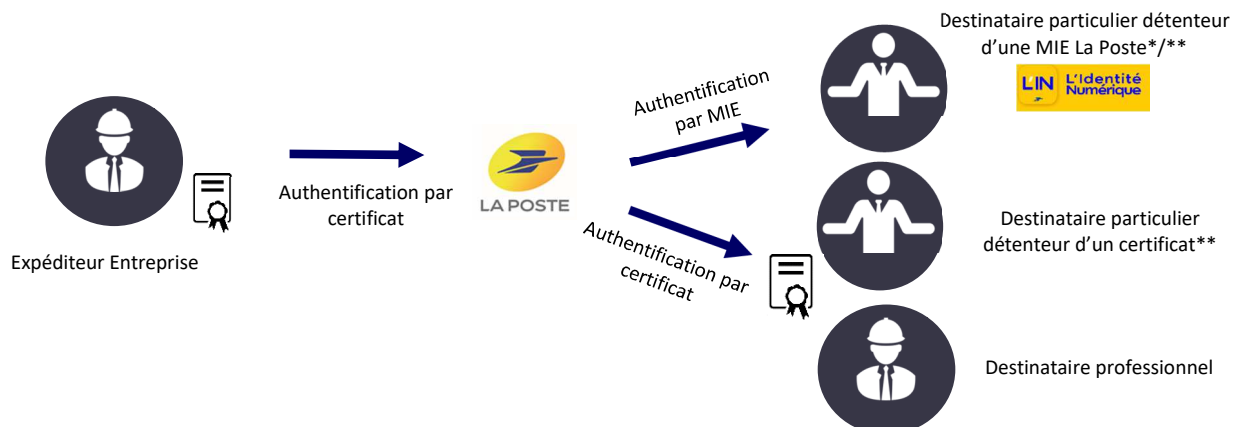 Destinataire particulier détenteur
d'une MIE La Poste*/**
L'IN L'Identité
Numérique
Authentification
par MIE
Authentification par
certificat
LA POSTE
Expéditeur Entreprise
Authentification par
certificat
Destinataire particulier
détenteur d'un certificat**
Destinataire professionnel